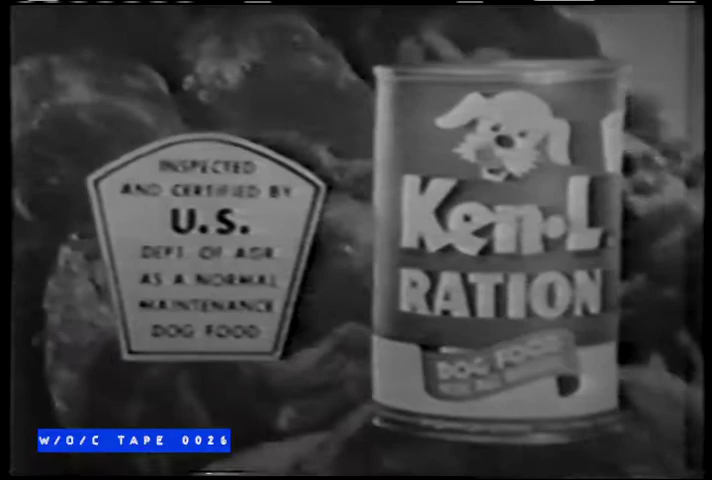 INSPECTED
AND CERTIFIED BY
U.S.
DEPT. OF AGR.
AS A NORMAL
MAINTENANCE
DOG FOOD
Ken-L
RATION
DOG FOOD
W/O/C TAPE 0026